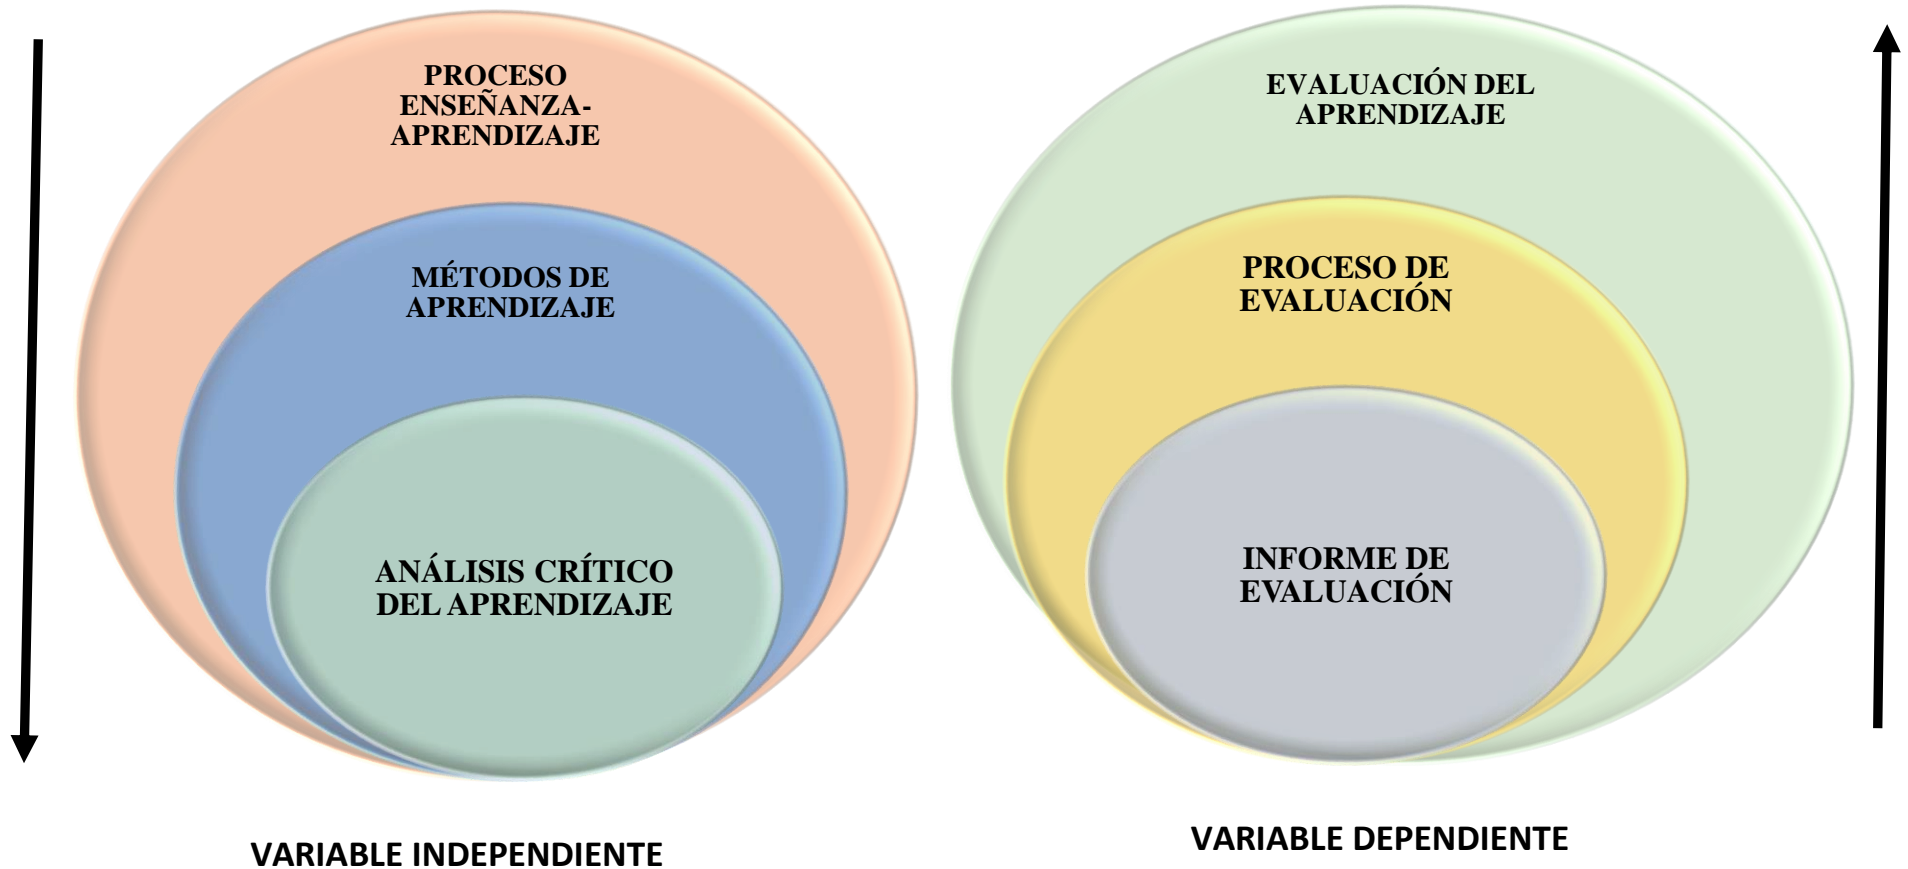 PROCESO
ENSEÑANZA-
APRENDIZAJE
MÉTODOS DE
APRENDIZAJE
ANÁLISIS CRÍTICO
DEL APRENDIZAJE
VARIABLE INDEPENDIENTE
EVALUACIÓN DEL
APRENDIZAJE
PROCESO DE
EVALUACIÓN
INFORME DE
EVALUACIÓN
VARIABLE DEPENDIENTE